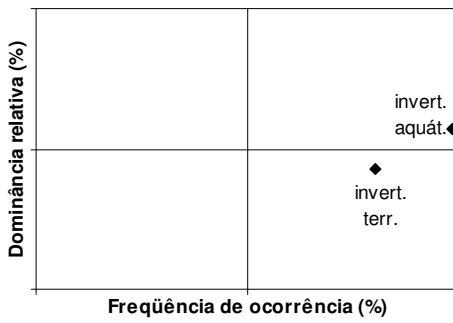 Dominância relativa (%)
invert.
aquát.
invert.
terr.
Freqüência de ocorrência (%)